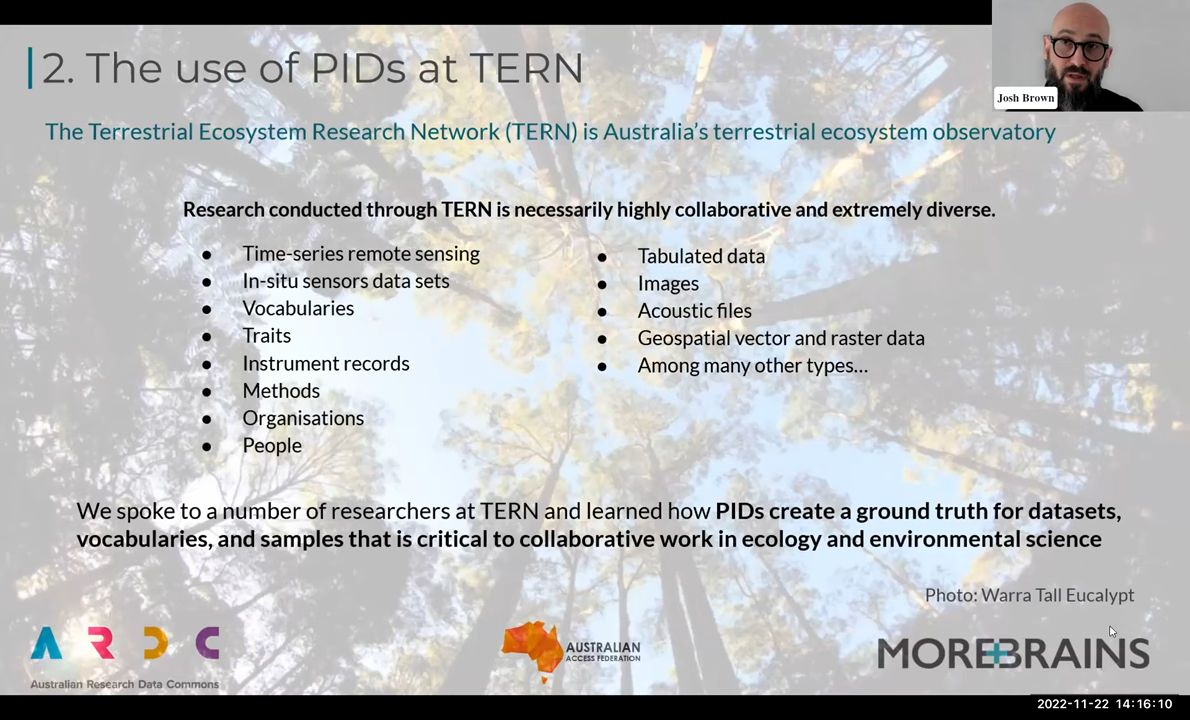 2. The use of PIDs at TERN
Josh Brown
The Terrestrial Ecosystem Research Network (TERN) is Australia's terrestrial ecosystem observatory
Research conducted through TERN is necessarily highly collaborative and extremely diverse.
● Time-series remote sensing
● In-situ sensors data sets
● Vocabularies
● Traits
● Instrument records
● Methods
● Organisations
● People
● Tabulated data
● Images
● Acoustic files
● Geospatial vector and raster data
● Among many other types...
We spoke to a number of researchers at TERN and learned how PIDs create a ground truth for datasets,
vocabularies, and samples that is critical to collaborative work in ecology and environmental science
Photo: Warra Tall Eucalypt
ARDC
Australian Research Data Commons
AUSTRALIAN
ACCESS FEDERATION
MORE+BRAINS
2022-11-22 14:16:10